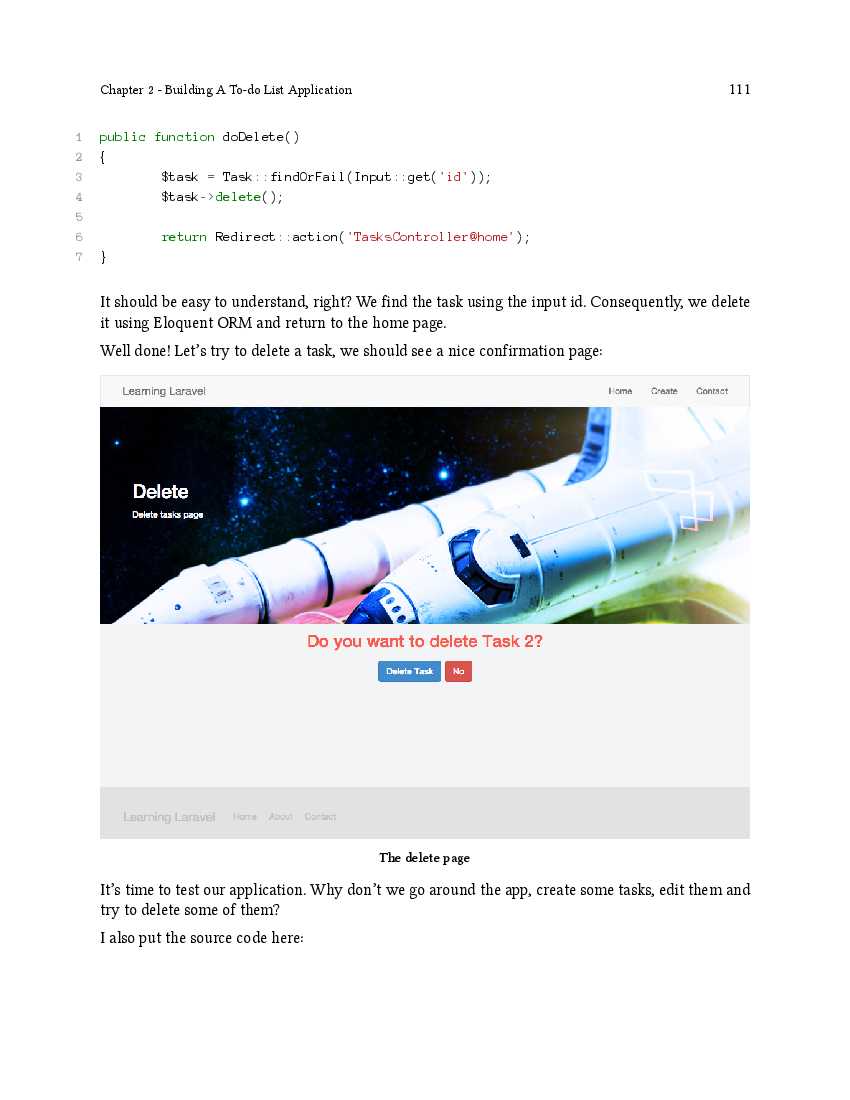 Chapter 2 - Building A To-do List Application 111
1 public function doDelete()
2 {
3 $task = Task::findOrFail(Input::get('id'));
4 $task->delete();
5
6 return Redirect::action('TasksController@home');
7 }
It should be easy to understand, right? We find the task using the input id. Consequently, we delete
it using Eloquent ORM and return to the home page.
Well done! Let's try to delete a task, we should see a nice confirmation page:
Learning Laravel Home Create Contact
Delete
Delete tasks page
Do you want to delete Task 2?
Delete Task No
Learning Laravel Home About Contact
The delete page
It's time to test our application. Why don't we go around the app, create some tasks, edit them and
try to delete some of them?
I also put the source code here: